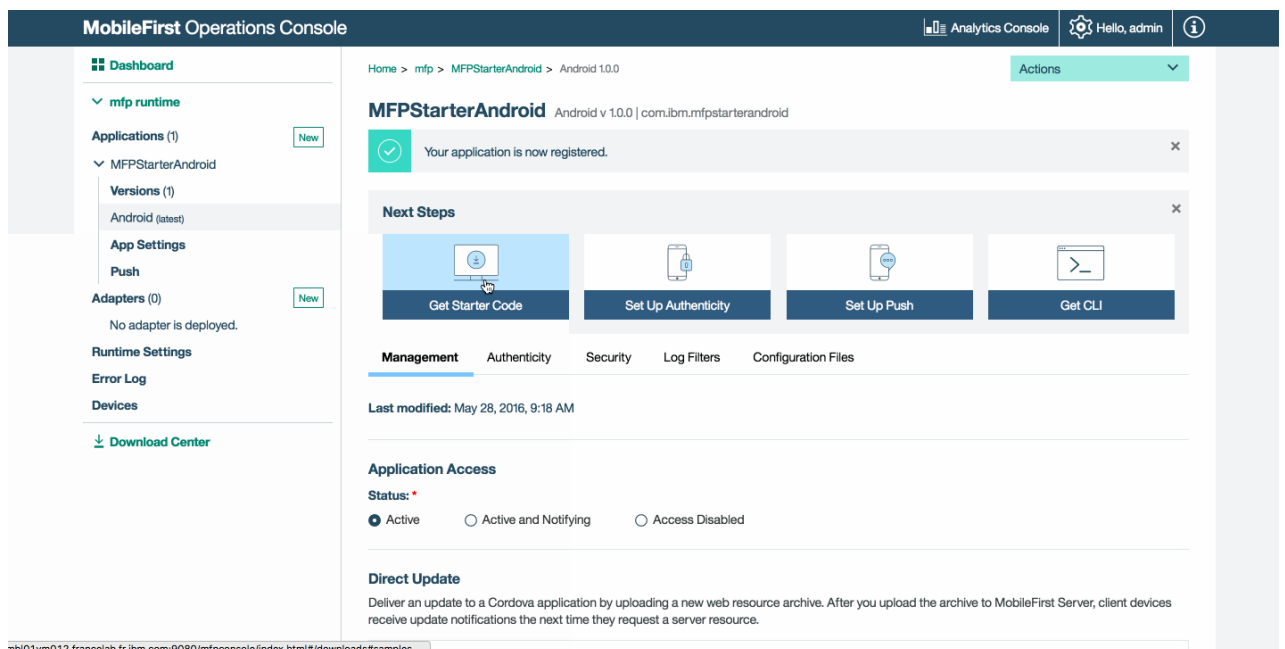 MobileFirst Operations Console
Analytics Console
Hello, admin
Dashboard
mfp runtime
Applications (1)
New
MFPStarterAndroid
Versions (1)
Android (latest)
App Settings
Push
Adapters (0)
New
No adapter is deployed.
Runtime Settings
Error Log
Devices
Download Center
Home > mfp > MFPStarterAndroid > Android 1.0.0
Actions
MFPStarterAndroid Android v 1.0.0 | com.ibm.mfpstarterandroid
Your application is now registered.
Next Steps
Get Starter Code
Set Up Authenticity
Set Up Push
Get CLI
Management Authenticity Security Log Filters Configuration Files
Last modified: May 28, 2016, 9:18 AM
Application Access
Status: *
Active
Active and Notifying
Access Disabled
Direct Update
Deliver an update to a Cordova application by uploading a new web resource archive. After you upload the archive to MobileFirst Server, client devices
receive update notifications the next time they request a server resource.